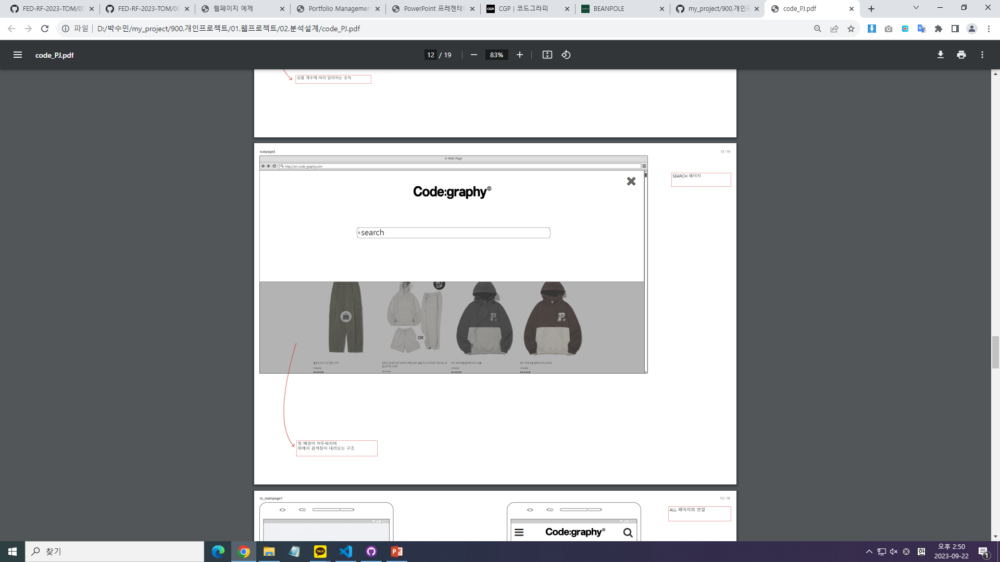 FED-RF-2023-TOM/00
FED-RF-2023-TOM/00
웹페이지 예제
Portfolio Managemen
PowerPoint 프레젠테이
CGP | 코드그라피
BEANPOLE
my_project/900.개인프
code_PJ.pdf
파일
D:/박수민/my_project/900.개인프로젝트/01.웹프로젝트/02.분석설계/code_PJ.pdf
code_PJ.pdf
12 / 19
83%
상품 개수에 따라 달라지는 숫자
subpage2
12 / 19
A Web Page
http://sm-code-graphy.com
SEARCH 페이지
Code:graphy©
search
SET UP
OR
뒷 배경이 어두워지며
위에서 검색창이 내려오는 구조
m_mainpage1
13 / 19
ALL 페이지와 연결
Code:graphy©
찾기
TALK
한
오후 2:50
2023-09-22
1